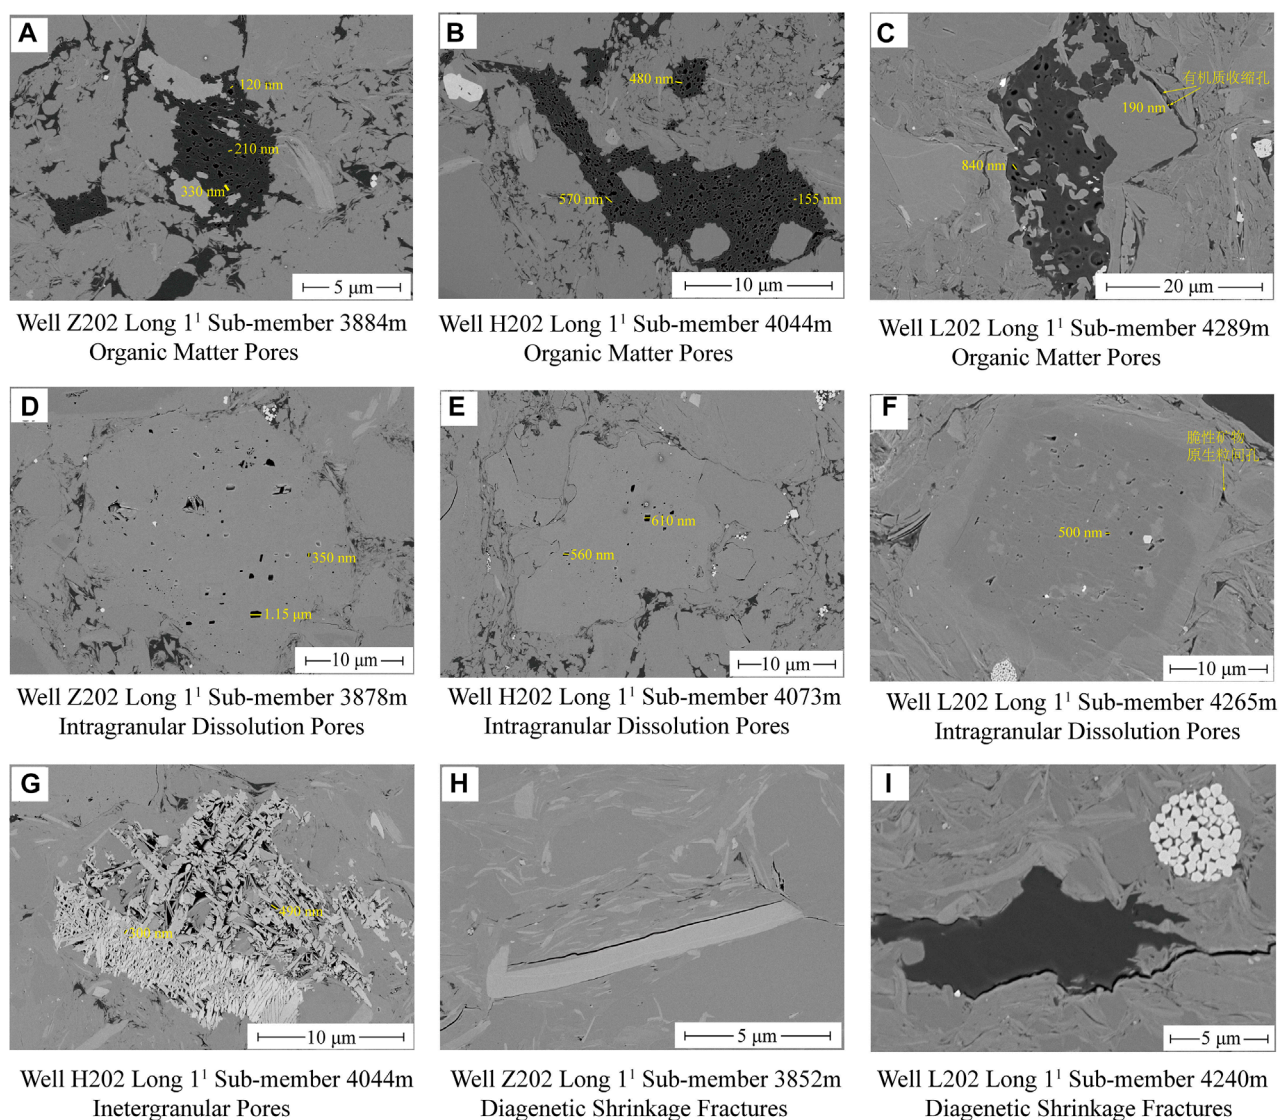 A
120 nm
210 nm
330 nm
5 μm
Well Z202 Long 1¹ Sub-member 3884m
Organic Matter Pores
B
480 nm
570 nm
155 nm
10 μm
Well H202 Long 1¹ Sub-member 4044m
Organic Matter Pores
C
有机质收缩孔
190 nm
840 nm
20 μm
Well L202 Long 1¹ Sub-member 4289m
Organic Matter Pores
D
350 nm
1.15 μm
10 μm
Well Z202 Long 1¹ Sub-member 3878m
Intragranular Dissolution Pores
E
610 nm
560 nm
10 μm
Well H202 Long 1¹ Sub-member 4073m
Intragranular Dissolution Pores
F
脆性矿物
原生粒间孔
500 nm
10 μm
Well L202 Long 1¹ Sub-member 4265m
Intragranular Dissolution Pores
G
490 nm
300 nm
10 μm
Well H202 Long 1¹ Sub-member 4044m
Inetergranular Pores
H
5 μm
Well Z202 Long 1¹ Sub-member 3852m
Diagenetic Shrinkage Fractures
I
5 μm
Well L202 Long 1¹ Sub-member 4240m
Diagenetic Shrinkage Fractures